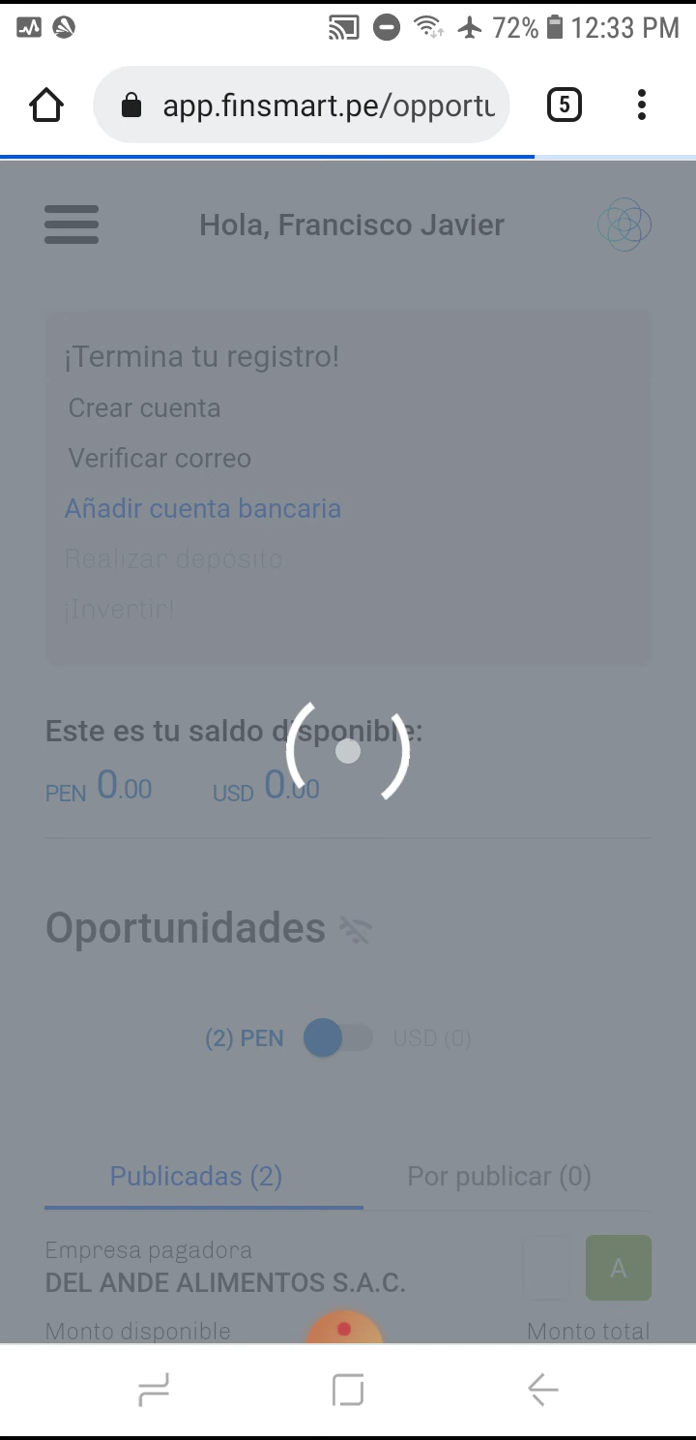 72% 12:33 PM
app.finsmart.pe/opportu
5
Hola, Francisco Javier
¡Termina tu registro!
Crear cuenta
Verificar correo
Añadir cuenta bancaria
Realizar depósito
¡Invertir!
Este es tu saldo disponible:
PEN 0.00 USD 0.00
Oportunidades
(2) PEN USD (0)
Publicadas (2) Por publicar (0)
Empresa pagadora
DEL ANDE ALIMENTOS S.A.C. A
Monto disponible Monto total